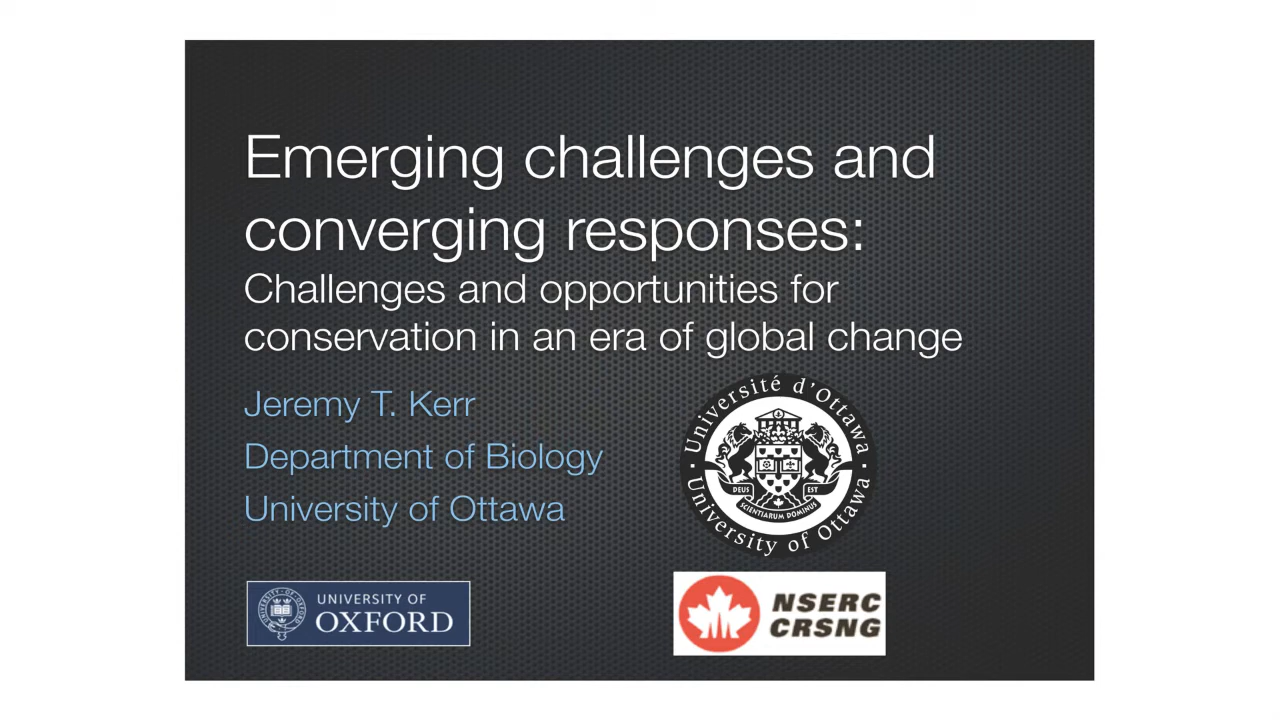 Emerging challenges and
converging responses:
Challenges and opportunities for
conservation in an era of global change
Jeremy T. Kerr
Department of Biology
University of Ottawa
· Université d'Ottawa ·
DEUS EST
SCIENTIARUM DOMINUS
University of Ottawa
UNIVERSITY OF
OXFORD
NSERC
CRSNG